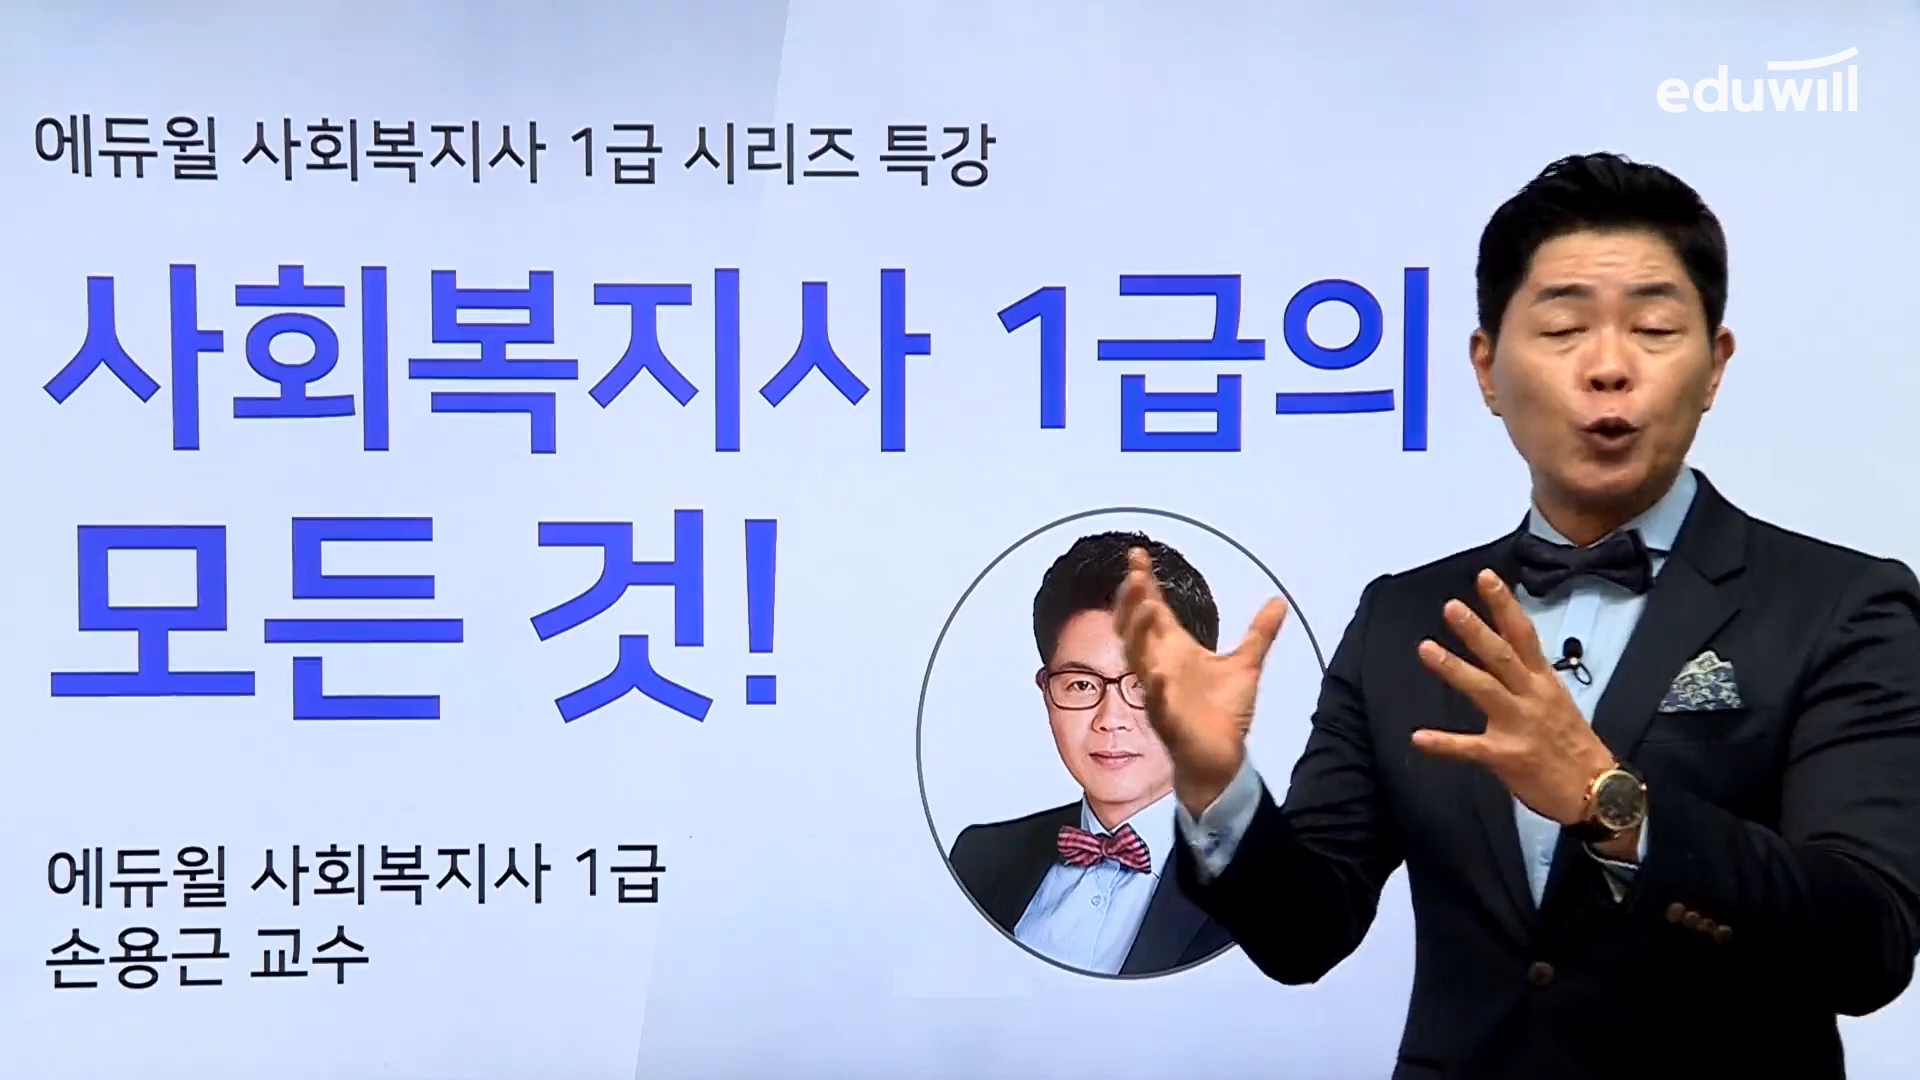 eduwill
에듀윌 사회복지사 1급 시리즈 특강
사회복지사 1급의
모든 것!
에듀윌 사회복지사 1급
손용근 교수